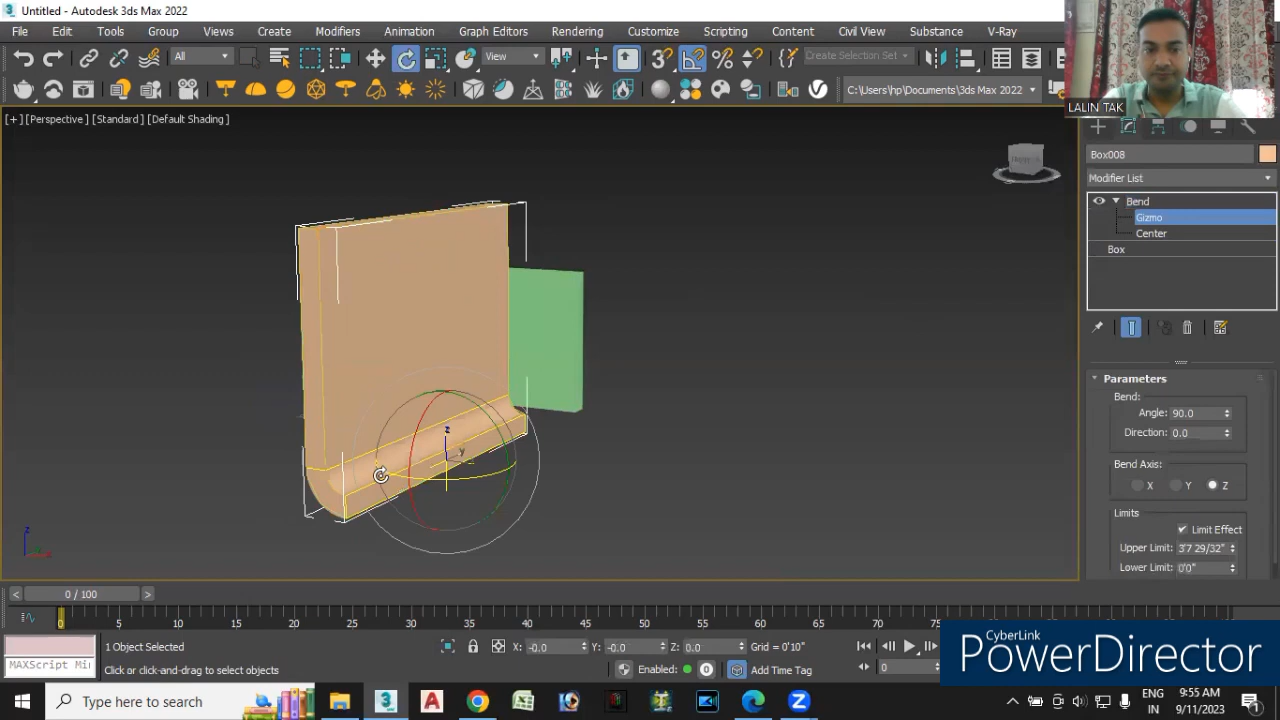 Untitled - Autodesk 3ds Max 2022
File Edit Tools Group Views Create Modifiers Animation Graph Editors Rendering Customize Scripting Content Civil View Substance V-Ray
All View Create Selection Set
C:\Users\hp\Documents\3ds Max 2022
LALIN TAK
[+] [Perspective] [Standard] [Default Shading]
Box008
Modifier List
Bend
Gizmo
Center
Box
Parameters
Bend:
Angle: 90.0
Direction: 0.0
Bend Axis:
X Y Z
Limits
Limit Effect
Upper Limit: 3'7 29/32"
Lower Limit: 0'0"
z
y
z
x
< 0 / 100 >
0 5 10 15 20 25 30 35 40 45 50 55 60 65 70 75
1 Object Selected X: -0.0 Y: -0.0 Z: 0.0 Grid = 0'10"
MAXScript Mi Click or click-and-drag to select objects Enabled: 0 Add Time Tag 0
CyberLink
PowerDirector
Type here to search
ENG
IN
9:55 AM
9/11/2023